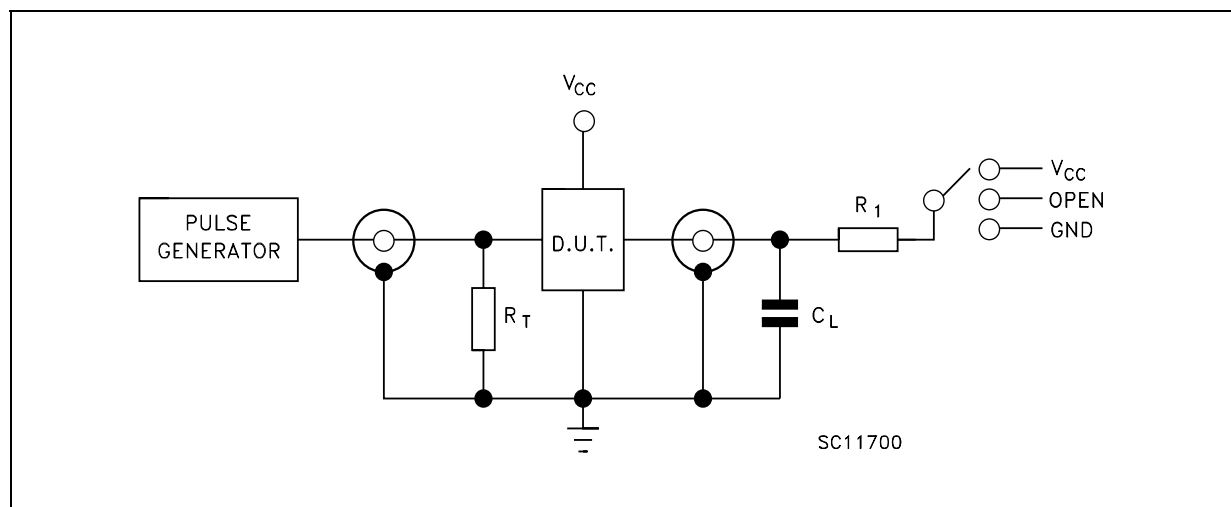 VCC
PULSE
GENERATOR
D.U.T.
RT
CL
R1
VCC
OPEN
GND
SC11700